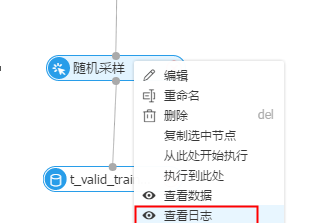 随机采样
编辑
重命名
删除 del
复制选中节点
从此处开始执行
执行到此处
t_valid_trai
查看数据
查看日志